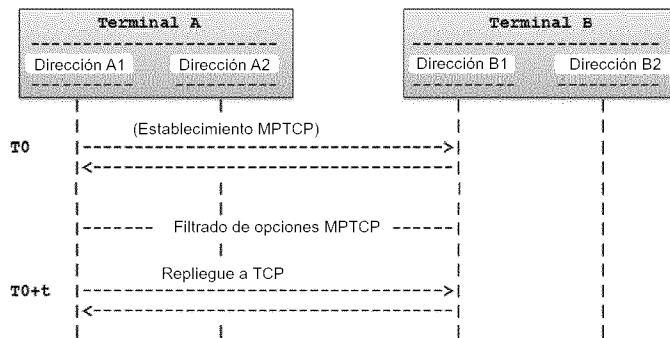 Terminal A
Terminal B
Dirección A1
Dirección A2
Dirección B1
Dirección B2
(Establecimiento MPTCP)
T0
Filtrado de opciones MPTCP
Repliegue a TCP
T0+t